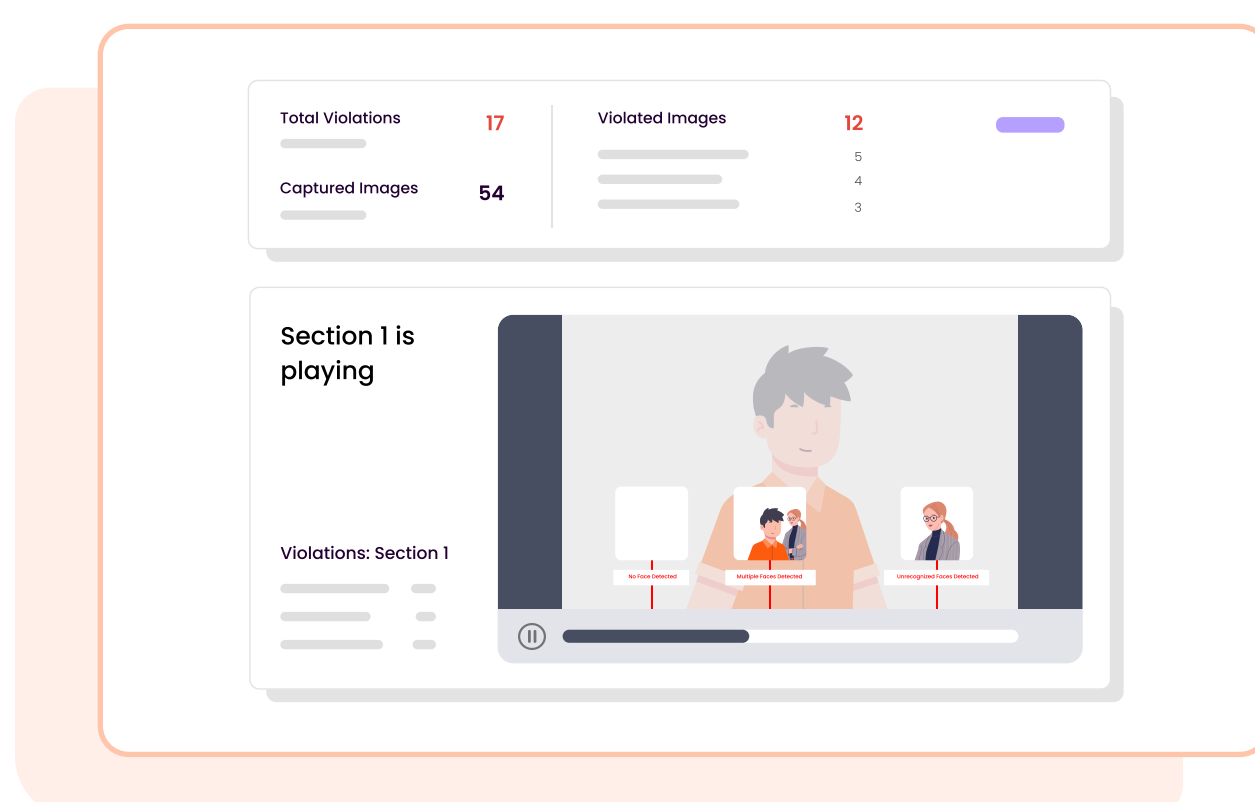 Total Violations 17
Captured Images 54
Violated Images 12
5
4
3
Section 1 is
playing
Violations: Section 1
No Face Detected
Multiple Faces Detected
Unrecognized Faces Detected